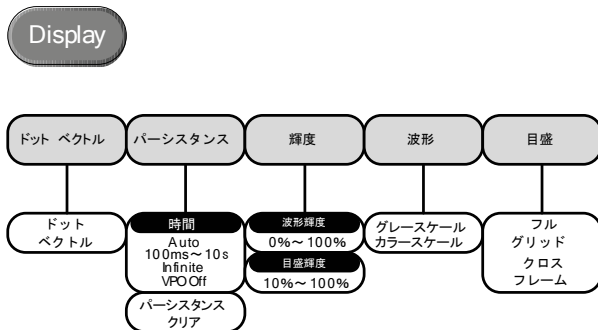 Display
ドット ベクトル
パーシスタンス
輝度
波形
目盛
ドット
ベクトル
時間
Auto
100ms～10s
Infinite
VPO Off
パーシスタンス
クリア
波形輝度
0%～100%
目盛輝度
10%～100%
グレースケール
カラースケール
フル
グリッド
クロス
フレーム